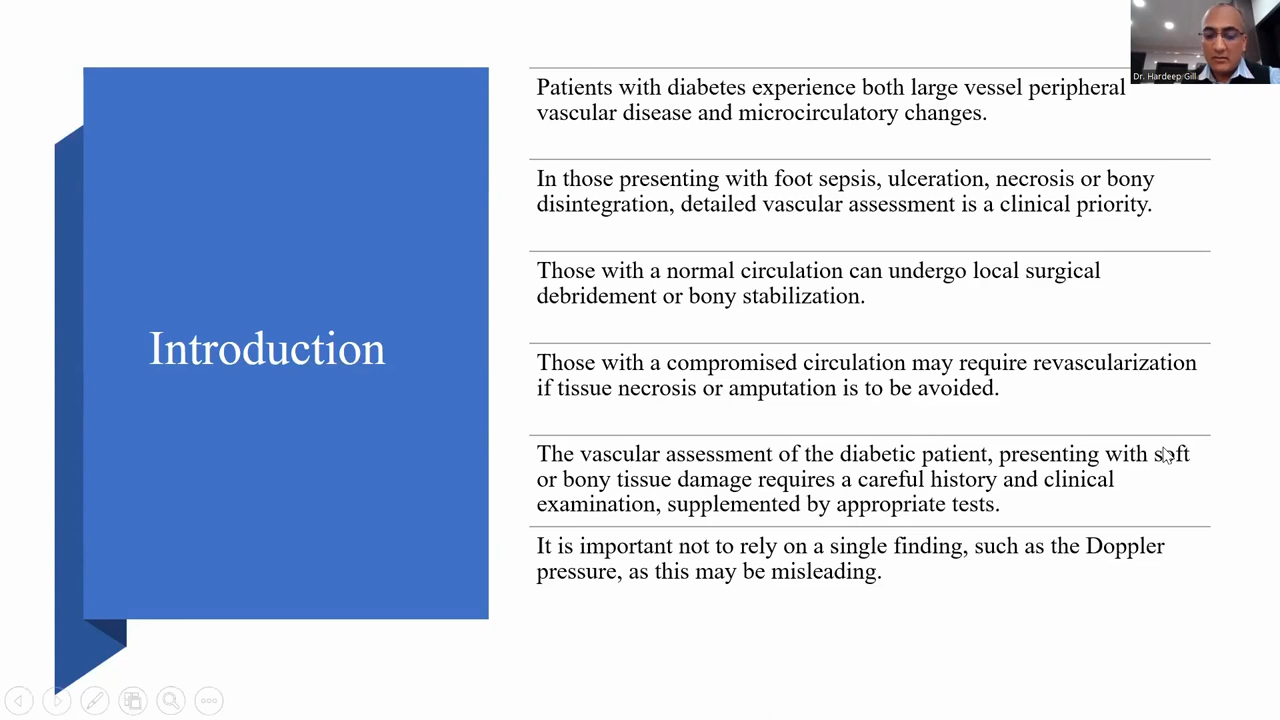 Dr. Hardeep Gill
Introduction
Patients with diabetes experience both large vessel peripheral
vascular disease and microcirculatory changes.
In those presenting with foot sepsis, ulceration, necrosis or bony
disintegration, detailed vascular assessment is a clinical priority.
Those with a normal circulation can undergo local surgical
debridement or bony stabilization.
Those with a compromised circulation may require revascularization
if tissue necrosis or amputation is to be avoided.
The vascular assessment of the diabetic patient, presenting with soft
or bony tissue damage requires a careful history and clinical
examination, supplemented by appropriate tests.
It is important not to rely on a single finding, such as the Doppler
pressure, as this may be misleading.